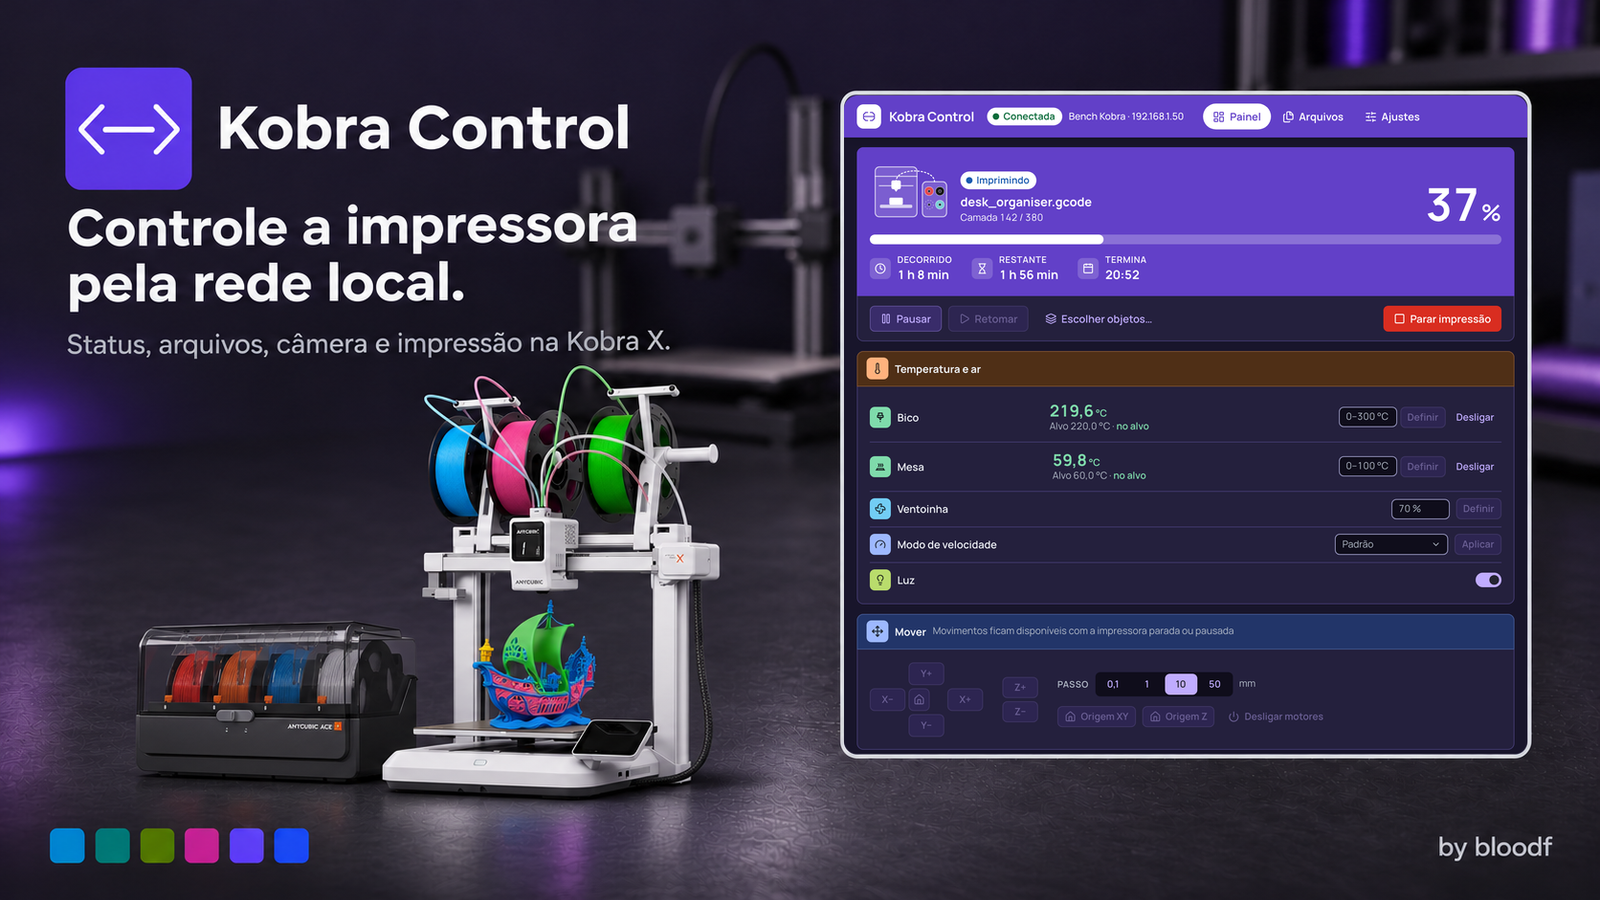 Kobra Control
Controle a impressora
pela rede local.
Status, arquivos, câmera e impressão na Kobra X.
ANYCUBIC
ANYCUBIC
X
ANYCUBIC ACE
by bloodf
Kobra Control
Conectada
Bench Kobra · 192.168.1.50
Painel
Arquivos
Ajustes
Imprimindo
desk_organiser.gcode
Camada 142 / 380
37 %
DECORRIDO
1 h 8 min
RESTANTE
1 h 56 min
TERMINA
20:52
Pausar
Retomar
Escolher objetos...
Parar impressão
Temperatura e ar
Bico
219,6 °C
Alvo 220,0 °C · no alvo
0–300 °C
Definir
Desligar
Mesa
59,8 °C
Alvo 60,0 °C · no alvo
0–100 °C
Definir
Desligar
Ventoinha
70 %
Definir
Modo de velocidade
Padrão
Aplicar
Luz
Mover
Movimentos ficam disponíveis com a impressora parada ou pausada
Y+
X−
X+
Y−
Z+
Z−
PASSO
0,1
1
10
50
mm
Origem XY
Origem Z
Desligar motores